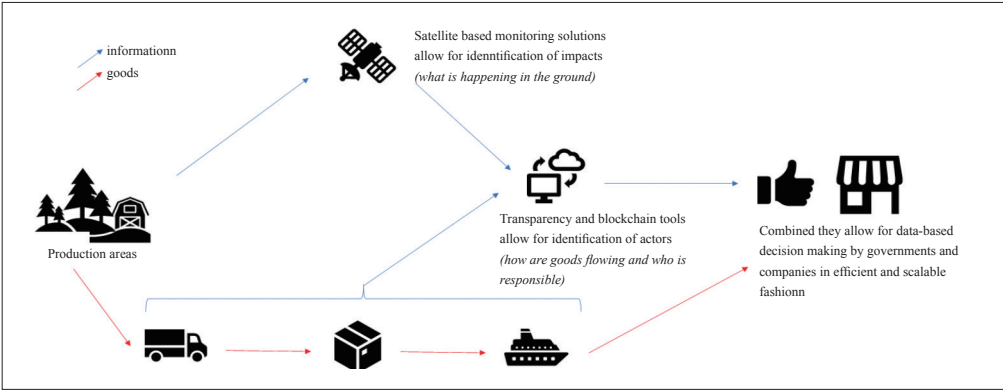 informationn
goods
Satellite based monitoring solutions
allow for idenntification of impacts
(what is happening in the ground)
Production areas
Transparency and blockchain tools
allow for identification of actors
(how are goods flowing and who is
responsible)
Combined they allow for data-based
decision making by governments and
companies in efficient and scalable
fashionn